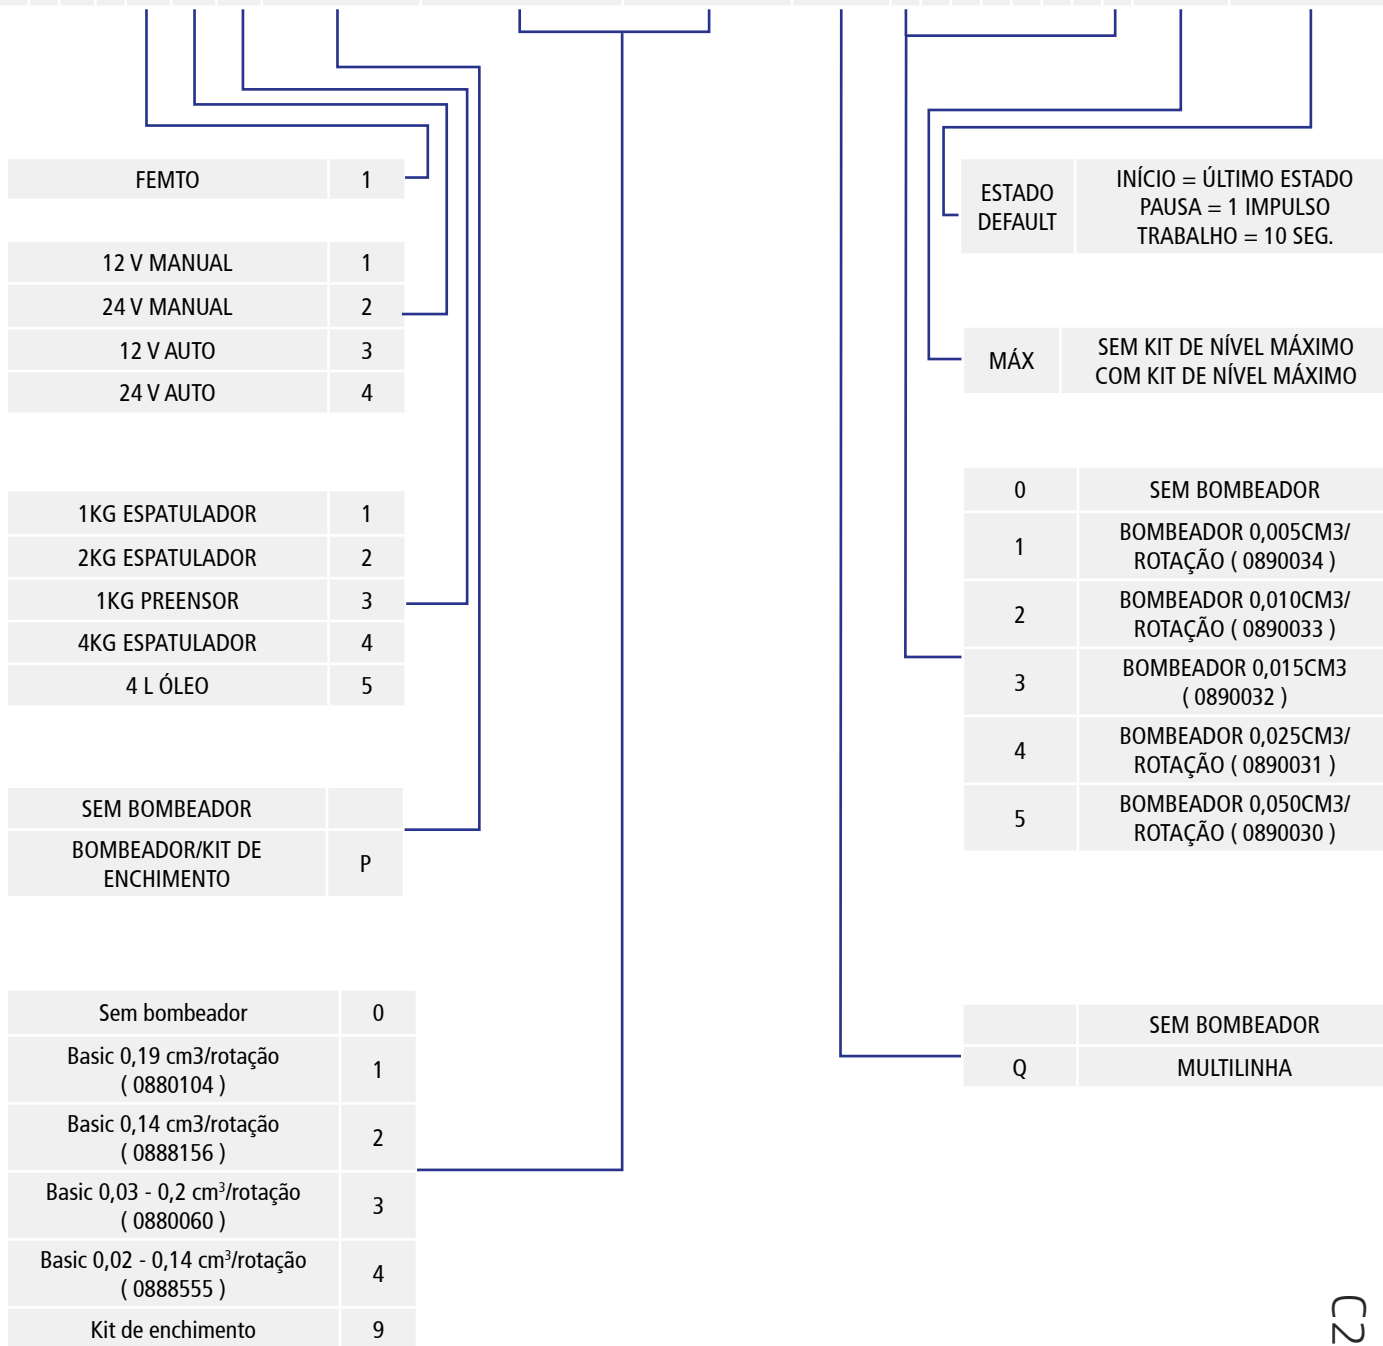 FEMTO 1
12 V MANUAL 1
24 V MANUAL 2
12 V AUTO 3
24 V AUTO 4
1KG ESPATULADOR 1
2KG ESPATULADOR 2
1KG PREENSOR 3
4KG ESPATULADOR 4
4 L ÓLEO 5
SEM BOMBEADOR
BOMBEADOR/KIT DE
ENCHIMENTO
P
Sem bombeador 0
Basic 0,19 cm3/rotação
( 0880104 )
1
Basic 0,14 cm3/rotação
( 0888156 )
2
Basic 0,03 - 0,2 cm³/rotação
( 0880060 )
3
Basic 0,02 - 0,14 cm³/rotação
( 0888555 )
4
Kit de enchimento 9
ESTADO
DEFAULT
INÍCIO = ÚLTIMO ESTADO
PAUSA = 1 IMPULSO
TRABALHO = 10 SEG.
MÁX
SEM KIT DE NÍVEL MÁXIMO
COM KIT DE NÍVEL MÁXIMO
0 SEM BOMBEADOR
1
BOMBEADOR 0,005CM3/
ROTAÇÃO ( 0890034 )
2
BOMBEADOR 0,010CM3/
ROTAÇÃO ( 0890033 )
3
BOMBEADOR 0,015CM3
( 0890032 )
4
BOMBEADOR 0,025CM3/
ROTAÇÃO ( 0890031 )
5
BOMBEADOR 0,050CM3/
ROTAÇÃO ( 0890030 )
SEM BOMBEADOR
Q MULTILINHA
C2